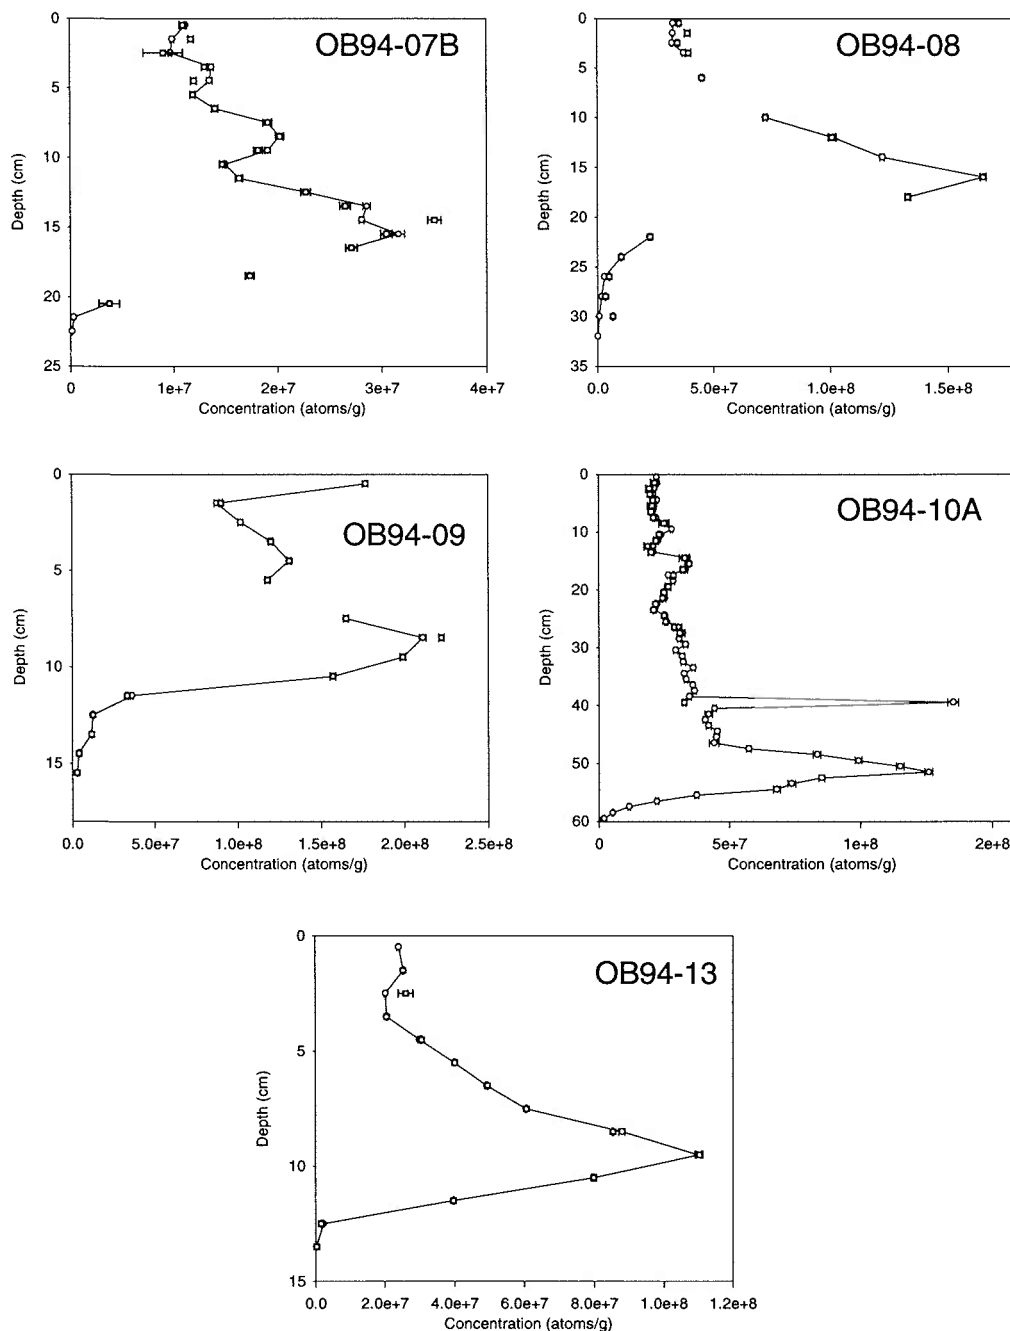 OB94-07B
0
5
10
15
20
25
Depth (cm)
0
1e+7
2e+7
3e+7
4e+7
Concentration (atoms/g)
OB94-08
0
5
10
15
20
25
30
35
Depth (cm)
0.0
5.0e+7
1.0e+8
1.5e+8
Concentration (atoms/g)
OB94-09
0
5
10
15
Depth (cm)
0.0
5.0e+7
1.0e+8
1.5e+8
2.0e+8
2.5e+8
Concentration (atoms/g)
OB94-10A
0
10
20
30
40
50
60
Depth (cm)
0
5e+7
1e+8
2e+8
Concentration (atoms/g)
OB94-13
0
5
10
15
Depth (cm)
0.0
2.0e+7
4.0e+7
6.0e+7
8.0e+7
1.0e+8
1.2e+8
Concentration (atoms/g)